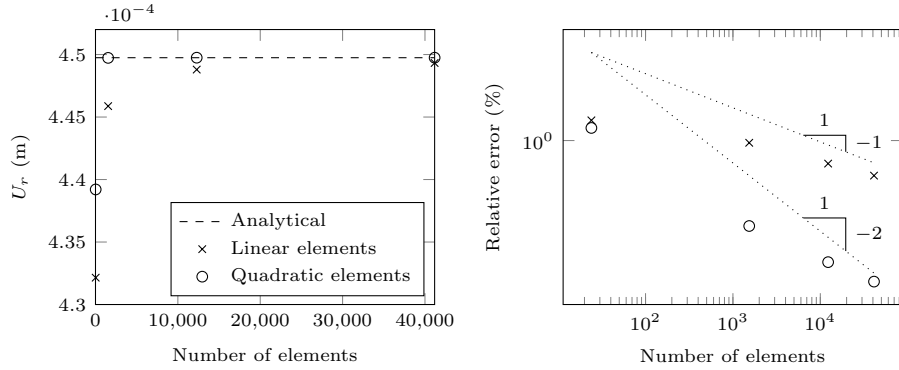 ·10⁻⁴
4.5
4.45
4.4
4.35
4.3
U_r (m)
Analytical
Linear elements
Quadratic elements
0 10,000 20,000 30,000 40,000
Number of elements
Relative error (%)
10⁰
1
−1
1
−2
10² 10³ 10⁴
Number of elements